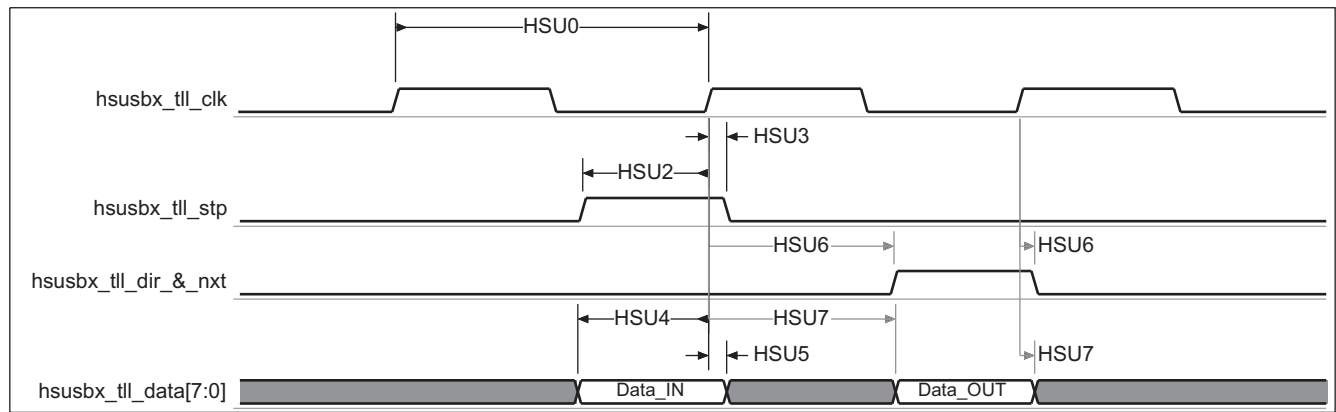 HSU0
hsusbx_tll_clk
HSU3
HSU2
hsusbx_tll_stp
HSU6 HSU6
hsusbx_tll_dir_&_nxt
HSU4 HSU7
HSU5 HSU7
hsusbx_tll_data[7:0] Data_IN Data_OUT